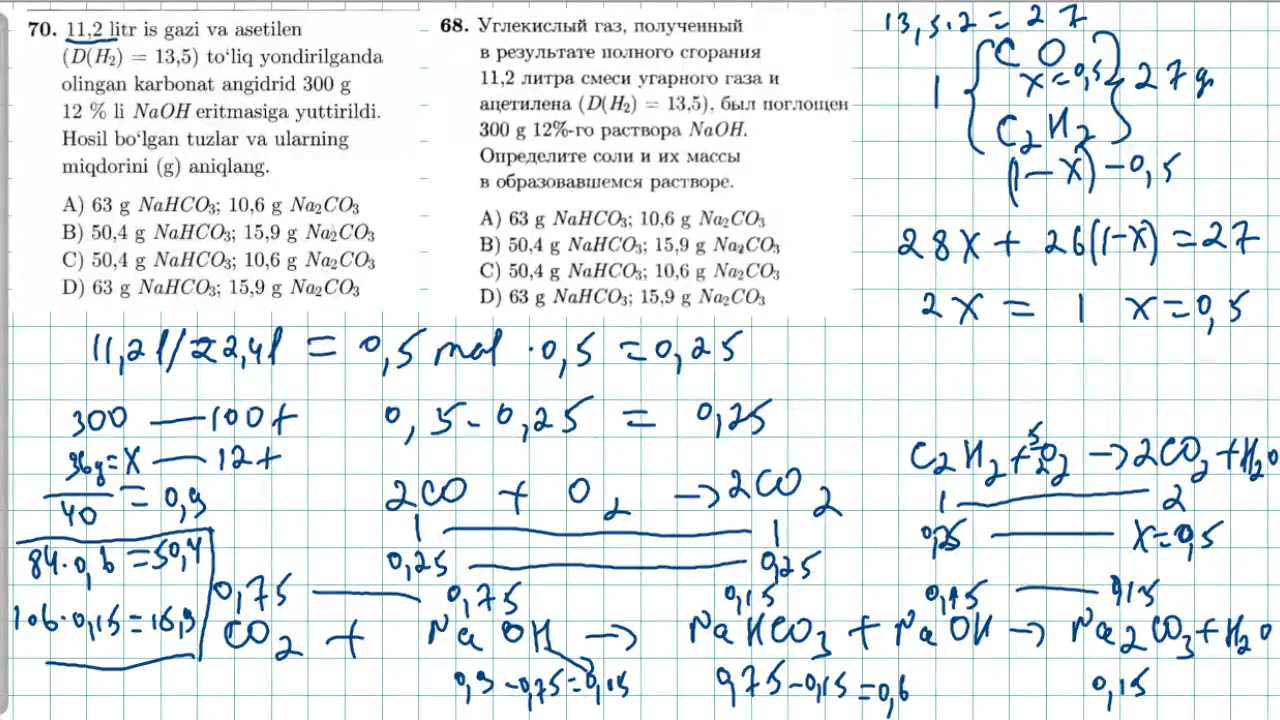 70. 11,2 litr is gazi va asetilen
(D(H₂) = 13,5) to‘liq yondirilganda
olingan karbonat angidrid 300 g
12 % li NaOH eritmasiga yuttirildi.
Hosil bo‘lgan tuzlar va ularning
miqdorini (g) aniqlang.
A) 63 g NaHCO₃; 10,6 g Na₂CO₃
B) 50,4 g NaHCO₃; 15,9 g Na₂CO₃
C) 50,4 g NaHCO₃; 10,6 g Na₂CO₃
D) 63 g NaHCO₃; 15,9 g Na₂CO₃
68. Углекислый газ, полученный
в результате полного сгорания
11,2 литра смеси угарного газа и
ацетилена (D(H₂) = 13,5), был поглощен
300 g 12%-го раствора NaOH.
Определите соли и их массы
в образовавшемся растворе.
A) 63 g NaHCO₃; 10,6 g Na₂CO₃
B) 50,4 g NaHCO₃; 15,9 g Na₂CO₃
C) 50,4 g NaHCO₃; 10,6 g Na₂CO₃
D) 63 g NaHCO₃; 15,9 g Na₂CO₃
13,5.2 = 27
CO
1 x=0,5 27g
C₂H₂
(1-x)-0,5
28x + 26(1-x) = 27
2x = 1 x=0,5
11,2l/22,4l = 0,5 mol · 0,5 = 0,25
300 — 100+
0,5-0,25 = 0,25
36g=x — 12+
40 = 0,9
2CO + O₂ → 2CO₂
1 — 1
0,25 — 0,25
C₂H₂ + 5/2O₂ → 2CO₂ + H₂O
1 — 2
0,25 — x=0,5
84·0,6=50,4
106·0,15=15,9
0,75 — 0,75 0,15 0,15 — 0,15
CO₂ + NaOH → NaHCO₃ + NaOH → Na₂CO₃ + H₂O
0,9-0,75=0,15 0,75-0,15=0,6 0,15